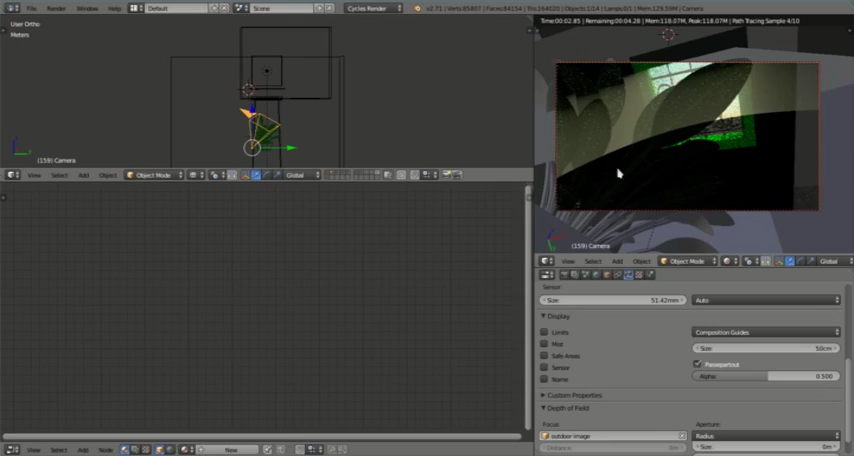 File Render Window Help Default Scene Cycles Render v2.71 | Verts:85807 | Faces:84154 | Tris:164020 | Objects:1/14 | Lamps:0/1 | Mem:129.59M | Camera
User Ortho
Meters
(159) Camera
View Select Add Object Object Mode Global
View Select Add Node New
Time:00:02.85 | Remaining:00:04.28 | Mem:118.07M, Peak:118.07M | Path Tracing Sample 4/10
(159) Camera
View Select Add Object Object Mode Global
Sensor:
Size: 51.42mm Auto
Display
Limits Composition Guides
Mist Size: 50cm
Safe Areas Passepartout
Sensor Alpha: 0.500
Name
Custom Properties
Depth of Field
Focus: Aperture:
outdoor image Radius
Distance: 0m Size: 0m